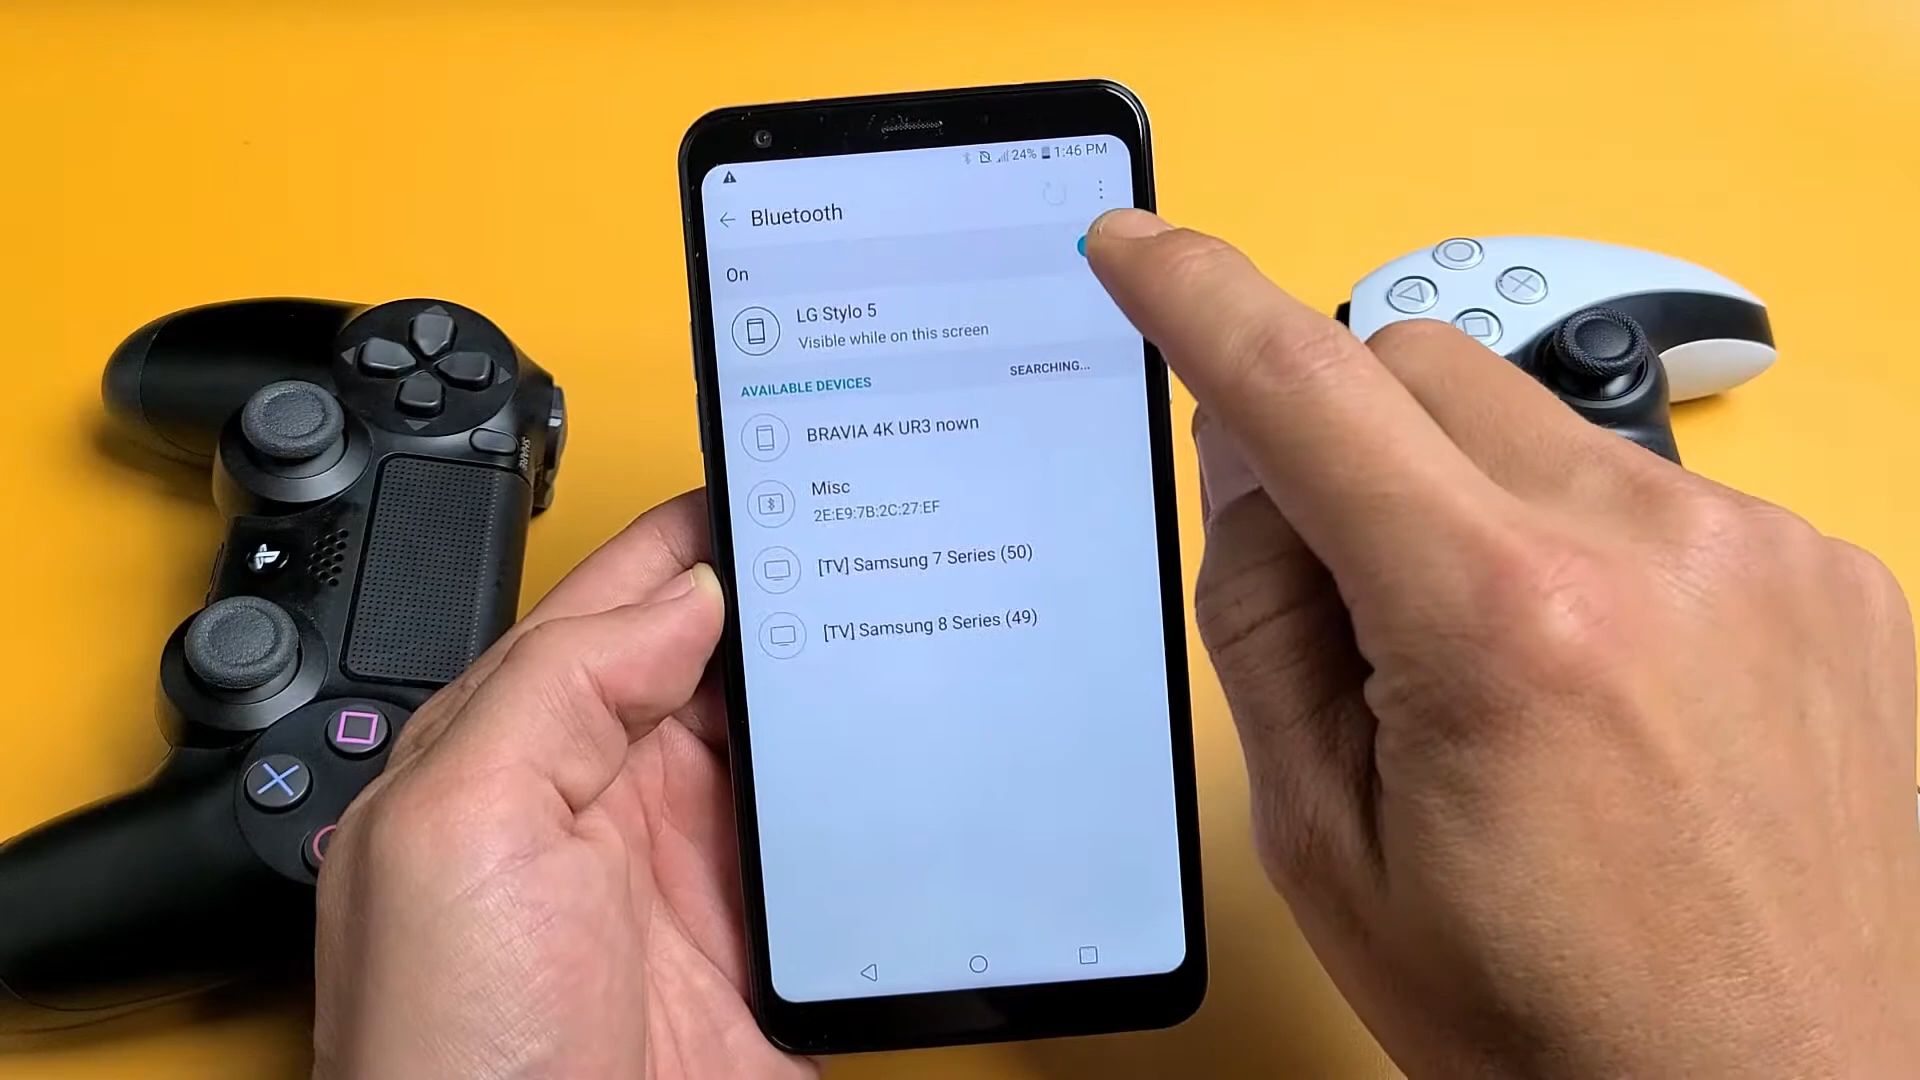 24% 1:46 PM
Bluetooth
On
LG Stylo 5
Visible while on this screen
AVAILABLE DEVICES
SEARCHING...
BRAVIA 4K UR3 nown
Misc
2E:E9:7B:2C:27:EF
[TV] Samsung 7 Series (50)
[TV] Samsung 8 Series (49)
SHARE